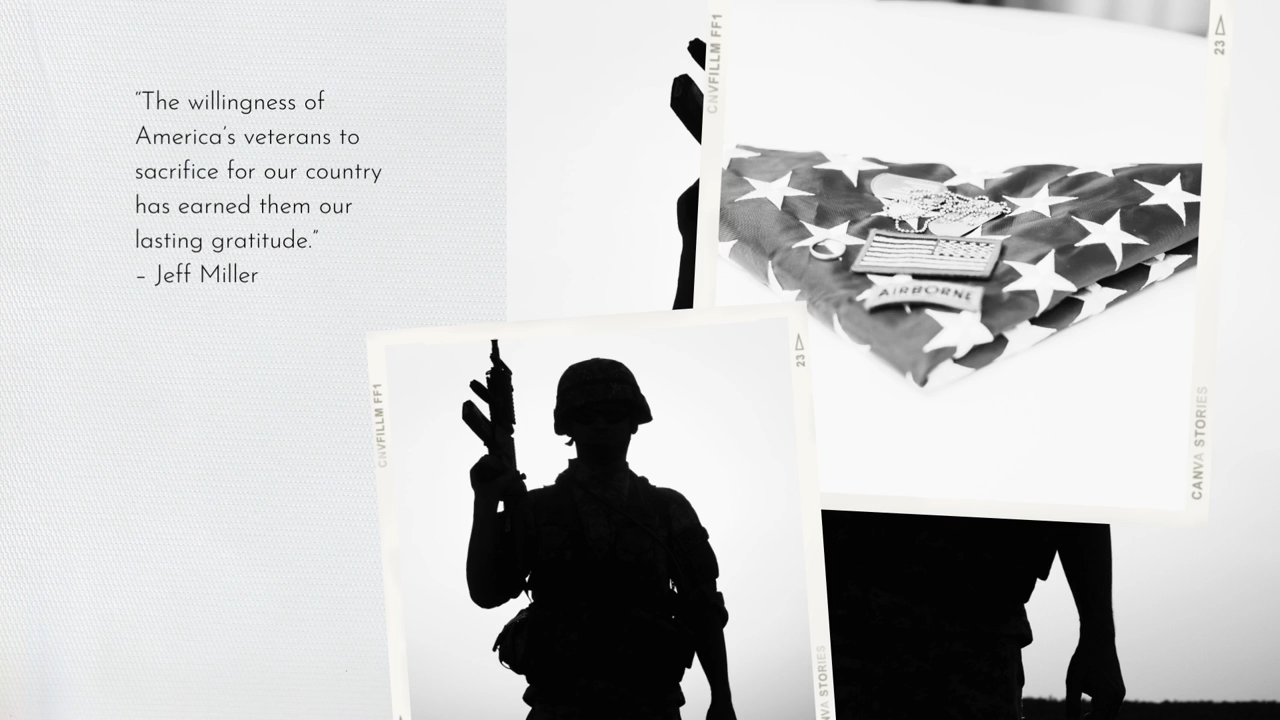 “The willingness of
America’s veterans to
sacrifice for our country
has earned them our
lasting gratitude.”
– Jeff Miller
CNVFILLM FF1
23
AIRBORNE
CANVA STORIES
CNVFILLM FF1
23
NVA STORIES